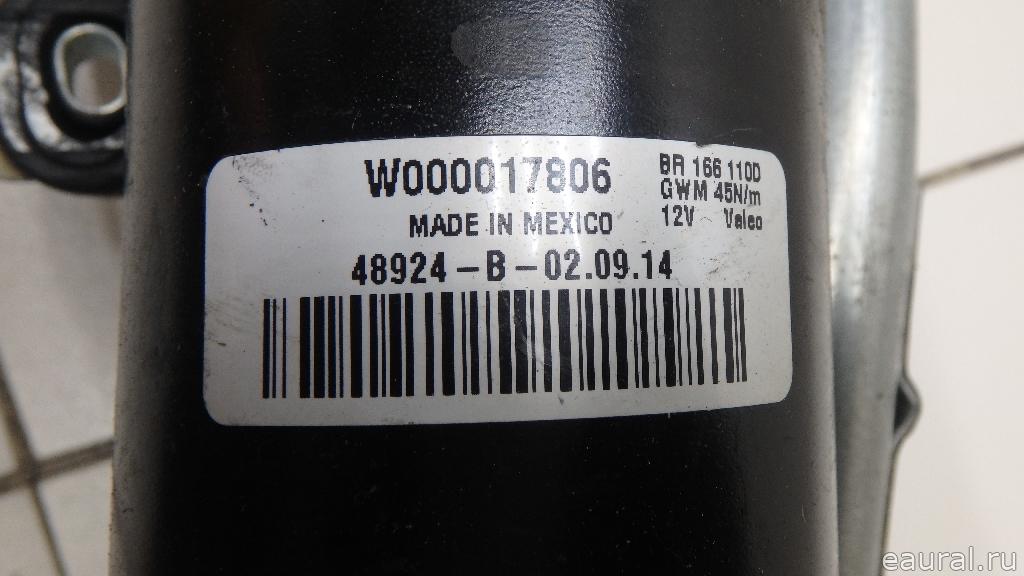 W000017806
MADE IN MEXICO
BR 166 110D
GWM 45N/m
12V Valeo
48924-B-02.09.14
eaural.ru